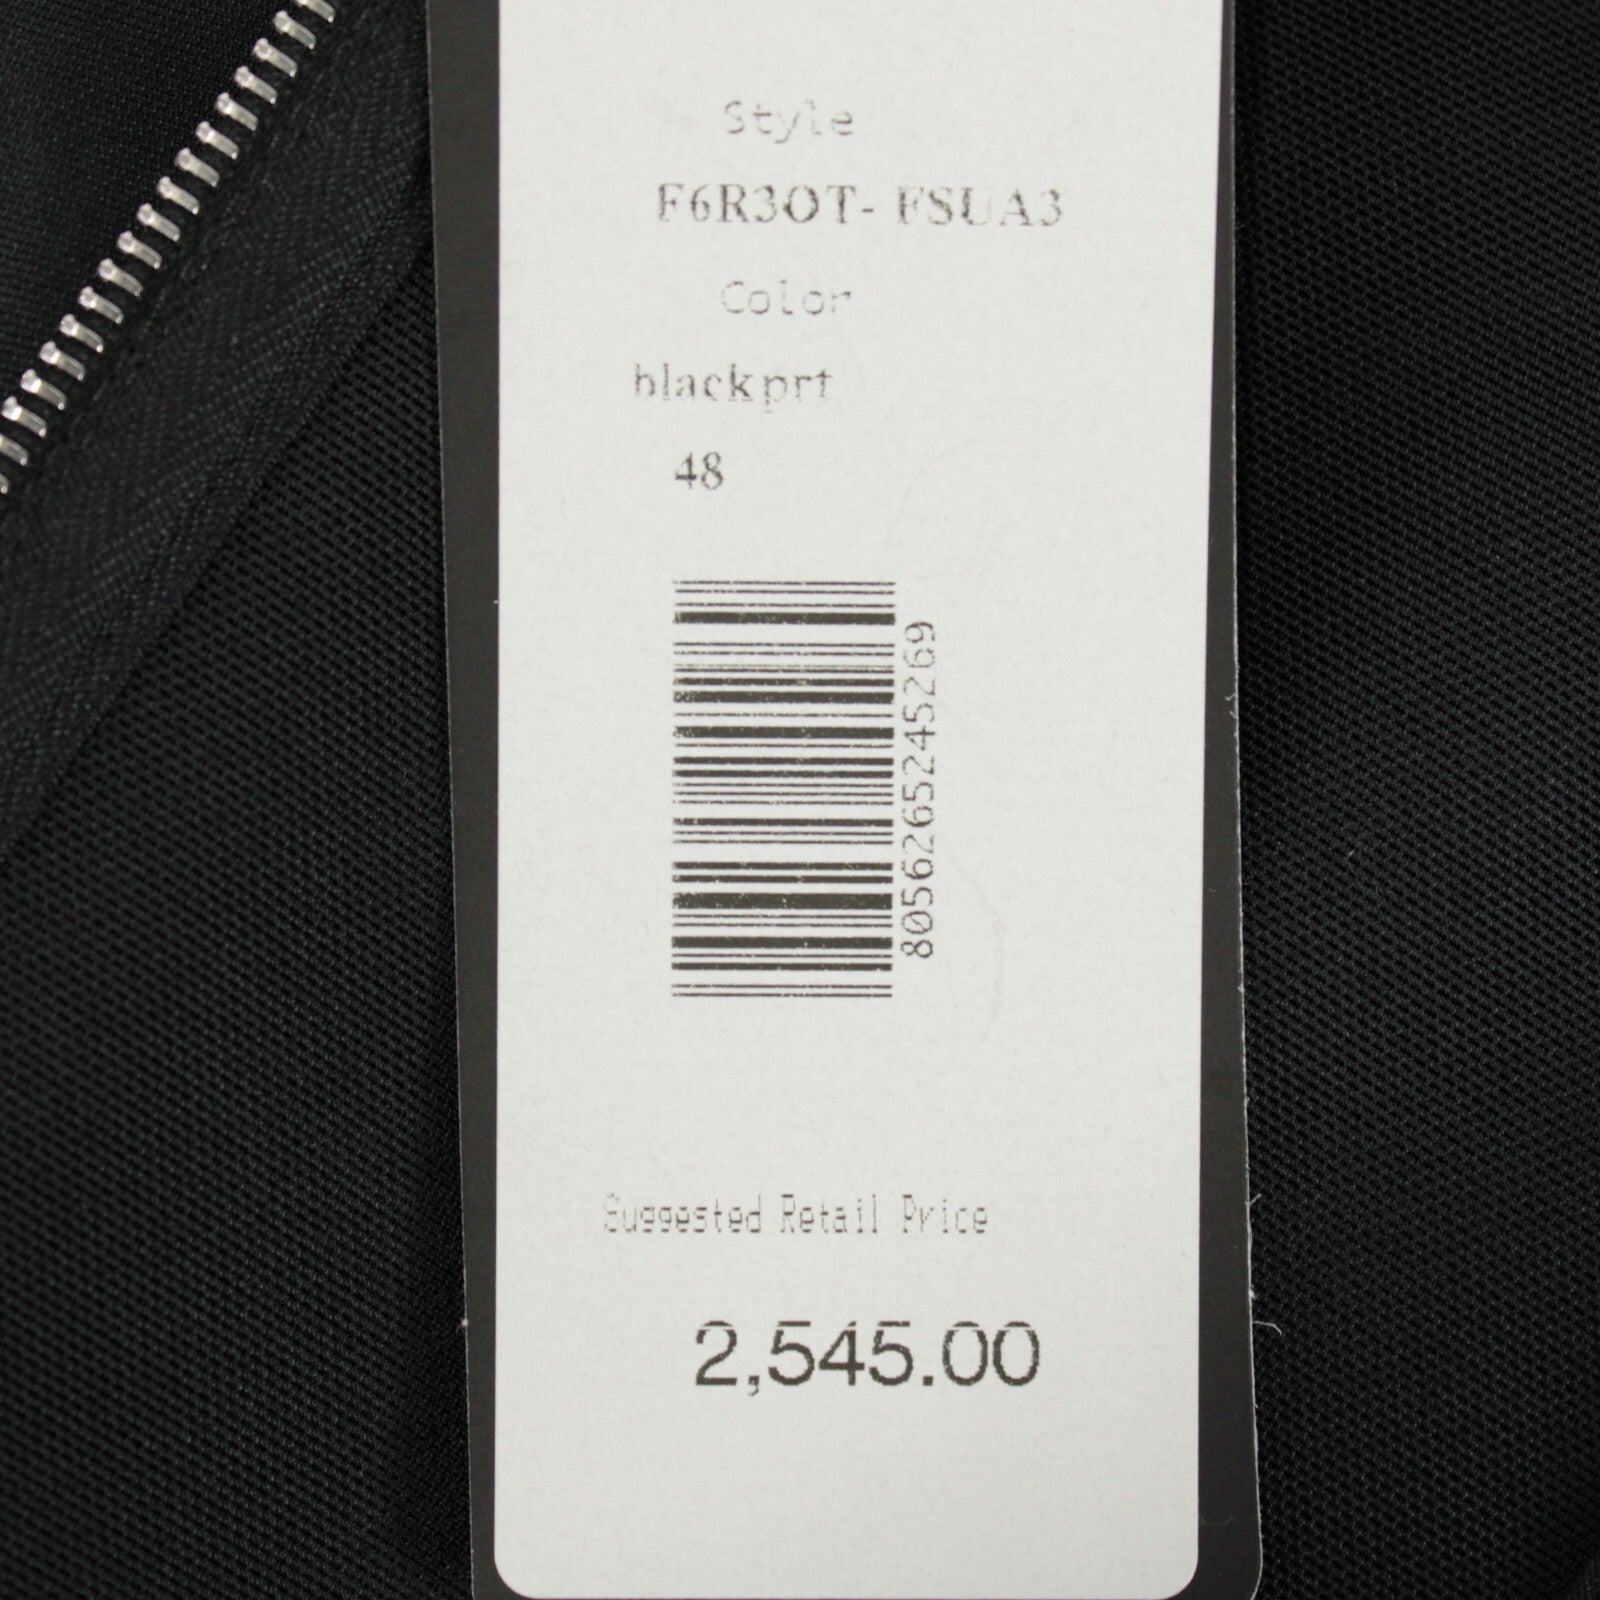 Style
F6R3OT- FSUA3
Color
blackprt
48
8056265245269
Suggested Retail Price
2,545.00